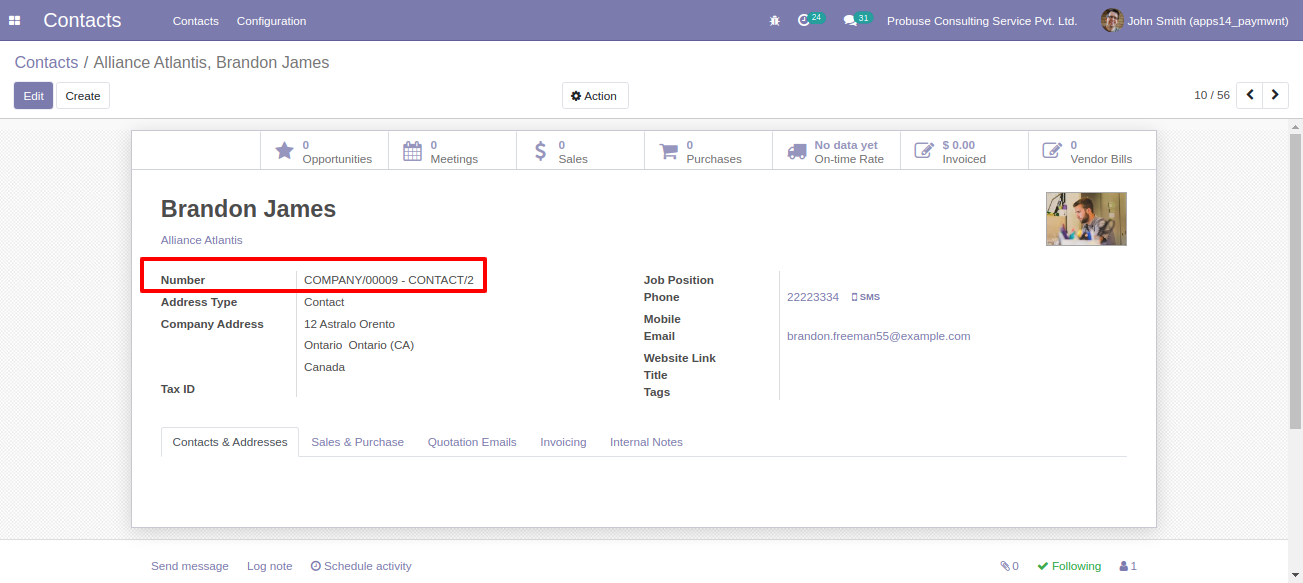 Contacts Contacts Configuration 24 31 Probuse Consulting Service Pvt. Ltd. John Smith (apps14_paymwnt)
Contacts / Alliance Atlantis, Brandon James
Edit Create Action 10 / 56
0 Opportunities
0 Meetings
0 Sales
0 Purchases
No data yet On-time Rate
$ 0.00 Invoiced
0 Vendor Bills
Brandon James
Alliance Atlantis
Number COMPANY/00009 - CONTACT/2
Address Type Contact
Company Address 12 Astralo Orento
Ontario Ontario (CA)
Canada
Tax ID
Job Position
Phone 22223334 SMS
Mobile
Email brandon.freeman55@example.com
Website Link
Title
Tags
Contacts & Addresses Sales & Purchase Quotation Emails Invoicing Internal Notes
Send message Log note Schedule activity 0 Following 1